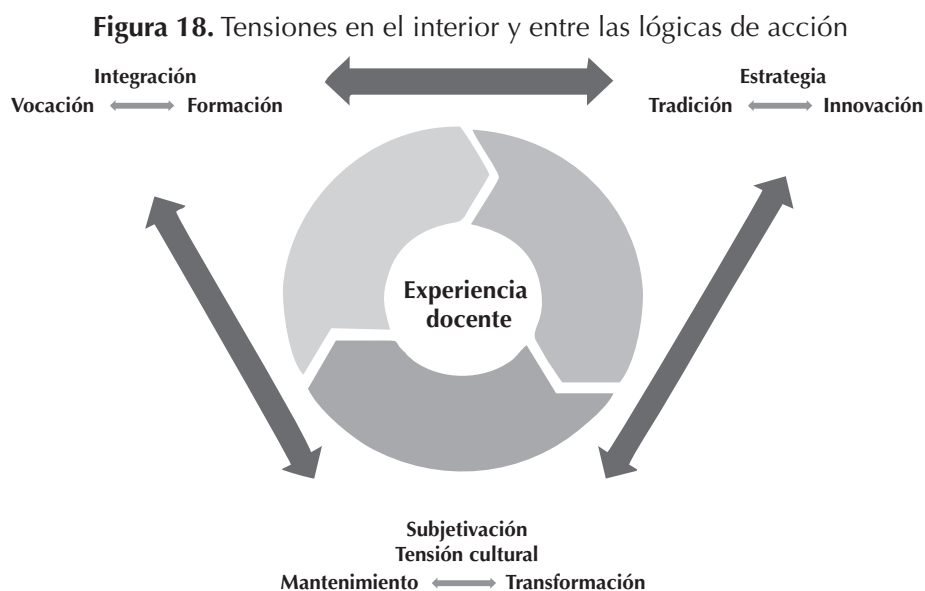 Figura 18. Tensiones en el interior y entre las lógicas de acción
Integración
Vocación Formación
Estrategia
Tradición Innovación
Experiencia
docente
Subjetivación
Tensión cultural
Mantenimiento Transformación